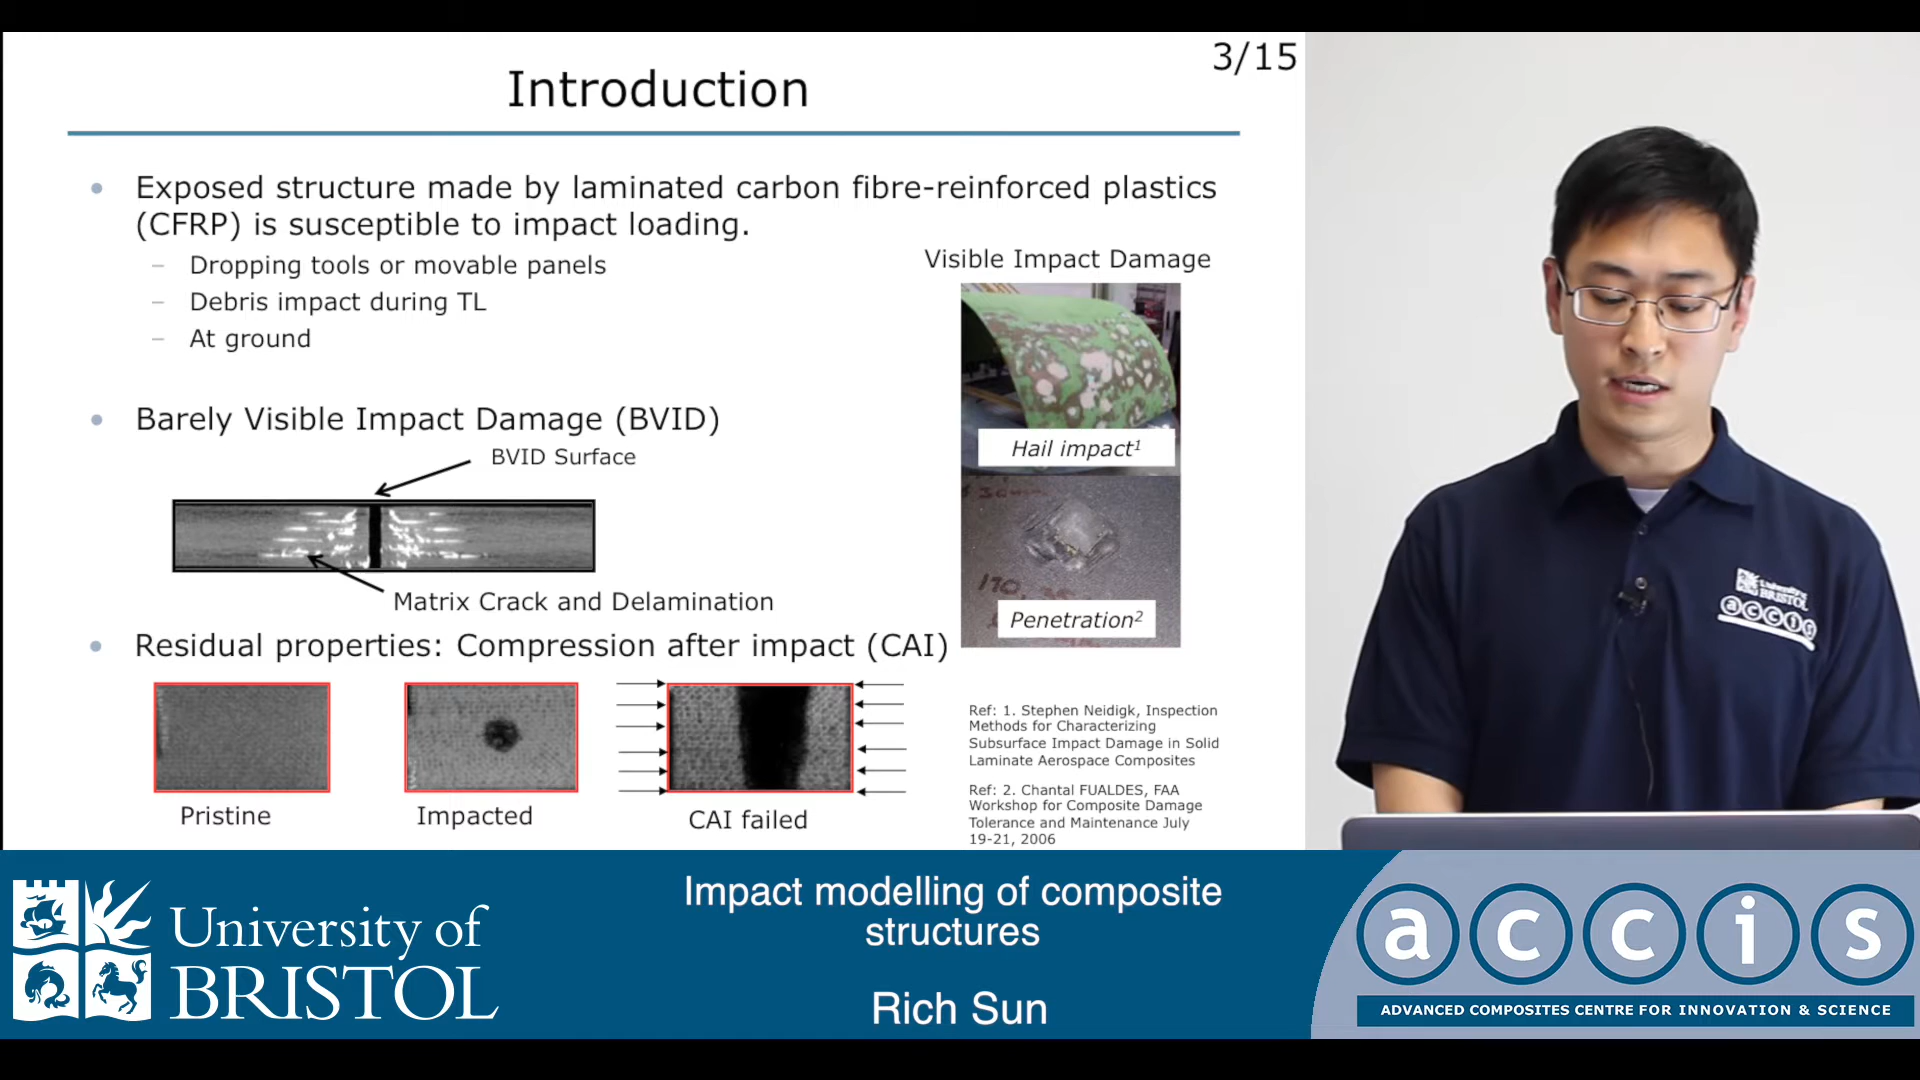 3/15
Introduction
• Exposed structure made by laminated carbon fibre-reinforced plastics
(CFRP) is susceptible to impact loading.
– Dropping tools or movable panels
– Debris impact during TL
– At ground
Visible Impact Damage
Hail impact¹
Penetration²
• Barely Visible Impact Damage (BVID)
BVID Surface
Matrix Crack and Delamination
• Residual properties: Compression after impact (CAI)
Pristine
Impacted
CAI failed
Ref: 1. Stephen Neidigk, Inspection
Methods for Characterizing
Subsurface Impact Damage in Solid
Laminate Aerospace Composites
Ref: 2. Chantal FUALDES, FAA
Workshop for Composite Damage
Tolerance and Maintenance July
19-21, 2006
University of
BRISTOL
accis
University of
BRISTOL
Impact modelling of composite
structures
Rich Sun
accis
ADVANCED COMPOSITES CENTRE FOR INNOVATION & SCIENCE